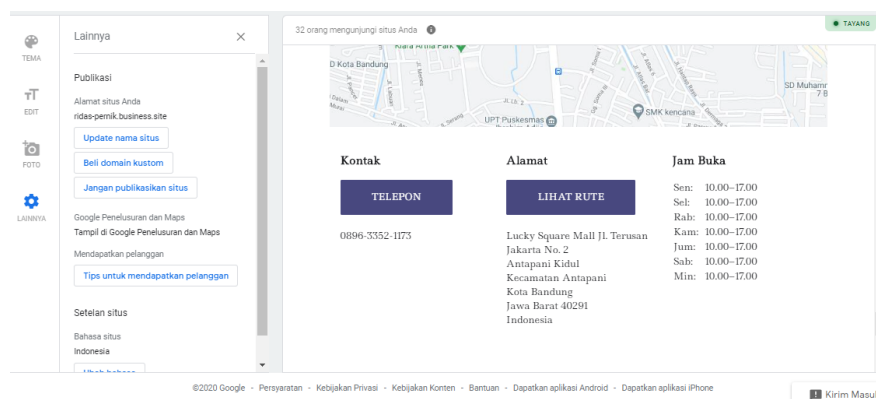 Lainnya
TEMA
EDIT
FOTO
LAINNYA
Publikasi
Alamat situs Anda
ridas-pernik.business.site
Update nama situs
Beli domain kustom
Jangan publikasikan situs
Google Penelusuran dan Maps
Tampil di Google Penelusuran dan Maps
Mendapatkan pelanggan
Tips untuk mendapatkan pelanggan
Setelan situs
Bahasa situs
Indonesia
Ubah bahasa
32 orang mengunjungi situs Anda
TAYANG
Kiara Artha Park
D Kota Bandung
SD Muhamm
7 B
SMK kencana
UPT Puskesmas
Kontak
TELEPON
0896-3352-1173
Alamat
LIHAT RUTE
Lucky Square Mall Jl. Terusan
Jakarta No. 2
Antapani Kidul
Kecamatan Antapani
Kota Bandung
Jawa Barat 40291
Indonesia
Jam Buka
Sen: 10.00–17.00
Sel: 10.00–17.00
Rab: 10.00–17.00
Kam: 10.00–17.00
Jum: 10.00–17.00
Sab: 10.00–17.00
Min: 10.00–17.00
©2020 Google - Persyaratan - Kebijakan Privasi - Kebijakan Konten - Bantuan - Dapatkan aplikasi Android - Dapatkan aplikasi iPhone
Kirim Masu